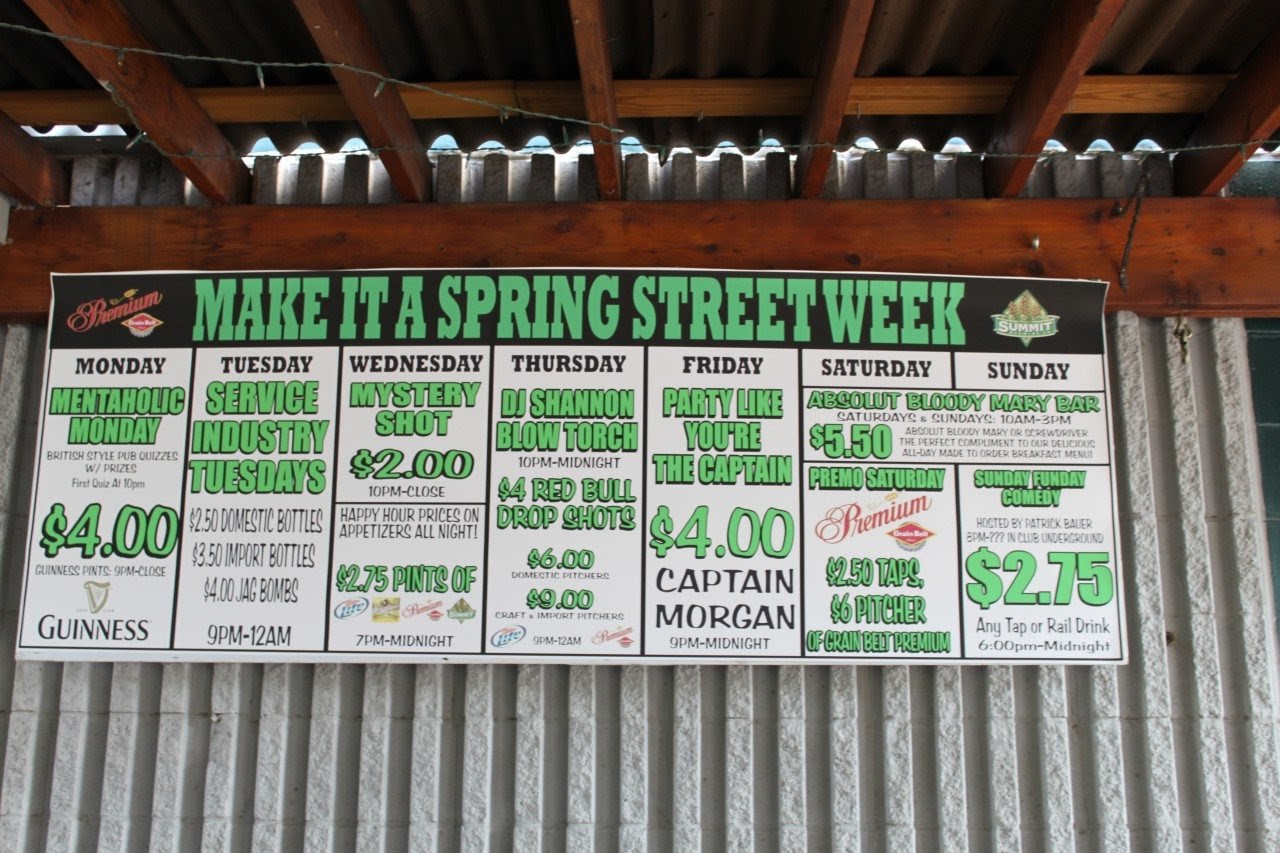 Premium
Grain Belt
MAKE IT A SPRING STREET WEEK
SUMMIT
MONDAY
MENTAHOLIC
MONDAY
BRITISH STYLE PUB QUIZZES
W/ PRIZES
First Quiz At 10pm
$4.00
GUINNESS PINTS: 9PM-CLOSE
GUINNESS
TUESDAY
SERVICE
INDUSTRY
TUESDAYS
$2.50 DOMESTIC BOTTLES
$3.50 IMPORT BOTTLES
$4.00 JAG BOMBS
9PM-12AM
WEDNESDAY
MYSTERY
SHOT
$2.00
10PM-CLOSE
HAPPY HOUR PRICES ON
APPETIZERS ALL NIGHT!
$2.75 PINTS OF
Lite Premium
7PM-MIDNIGHT
THURSDAY
DJ SHANNON
BLOW TORCH
10PM-MIDNIGHT
$4 RED BULL
DROP SHOTS
$6.00
DOMESTIC PITCHERS
$9.00
CRAFT & IMPORT PITCHERS
Lite 9PM-12AM Premium
FRIDAY
PARTY LIKE
YOU'RE
THE CAPTAIN
$4.00
CAPTAIN
MORGAN
9PM-MIDNIGHT
SATURDAY
SUNDAY
ABSOLUT BLOODY MARY BAR
SATURDAYS & SUNDAYS: 10AM-3PM
$5.50
ABSOLUT BLOODY MARY OR SCREWDRIVER
THE PERFECT COMPLIMENT TO OUR DELICIOUS
ALL-DAY MADE TO ORDER BREAKFAST MENU!
PREMO SATURDAY
Premium
Grain Belt
$2.50 TAPS,
$6 PITCHER
OF GRAIN BELT PREMIUM
SUNDAY FUNDAY
COMEDY
HOSTED BY PATRICK BAUER
8PM-??? IN CLUB UNDERGROUND
$2.75
Any Tap or Rail Drink
6:00pm-Midnight